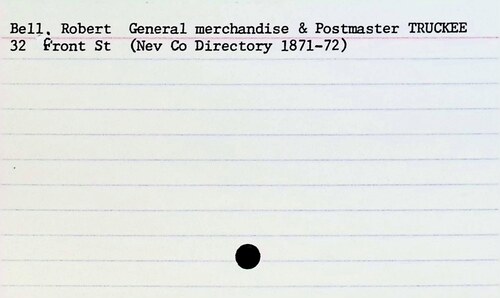 Bell, Robert General merchandise & Postmaster TRUCKEE
32 Front St (Nev Co Directory 1871-72)